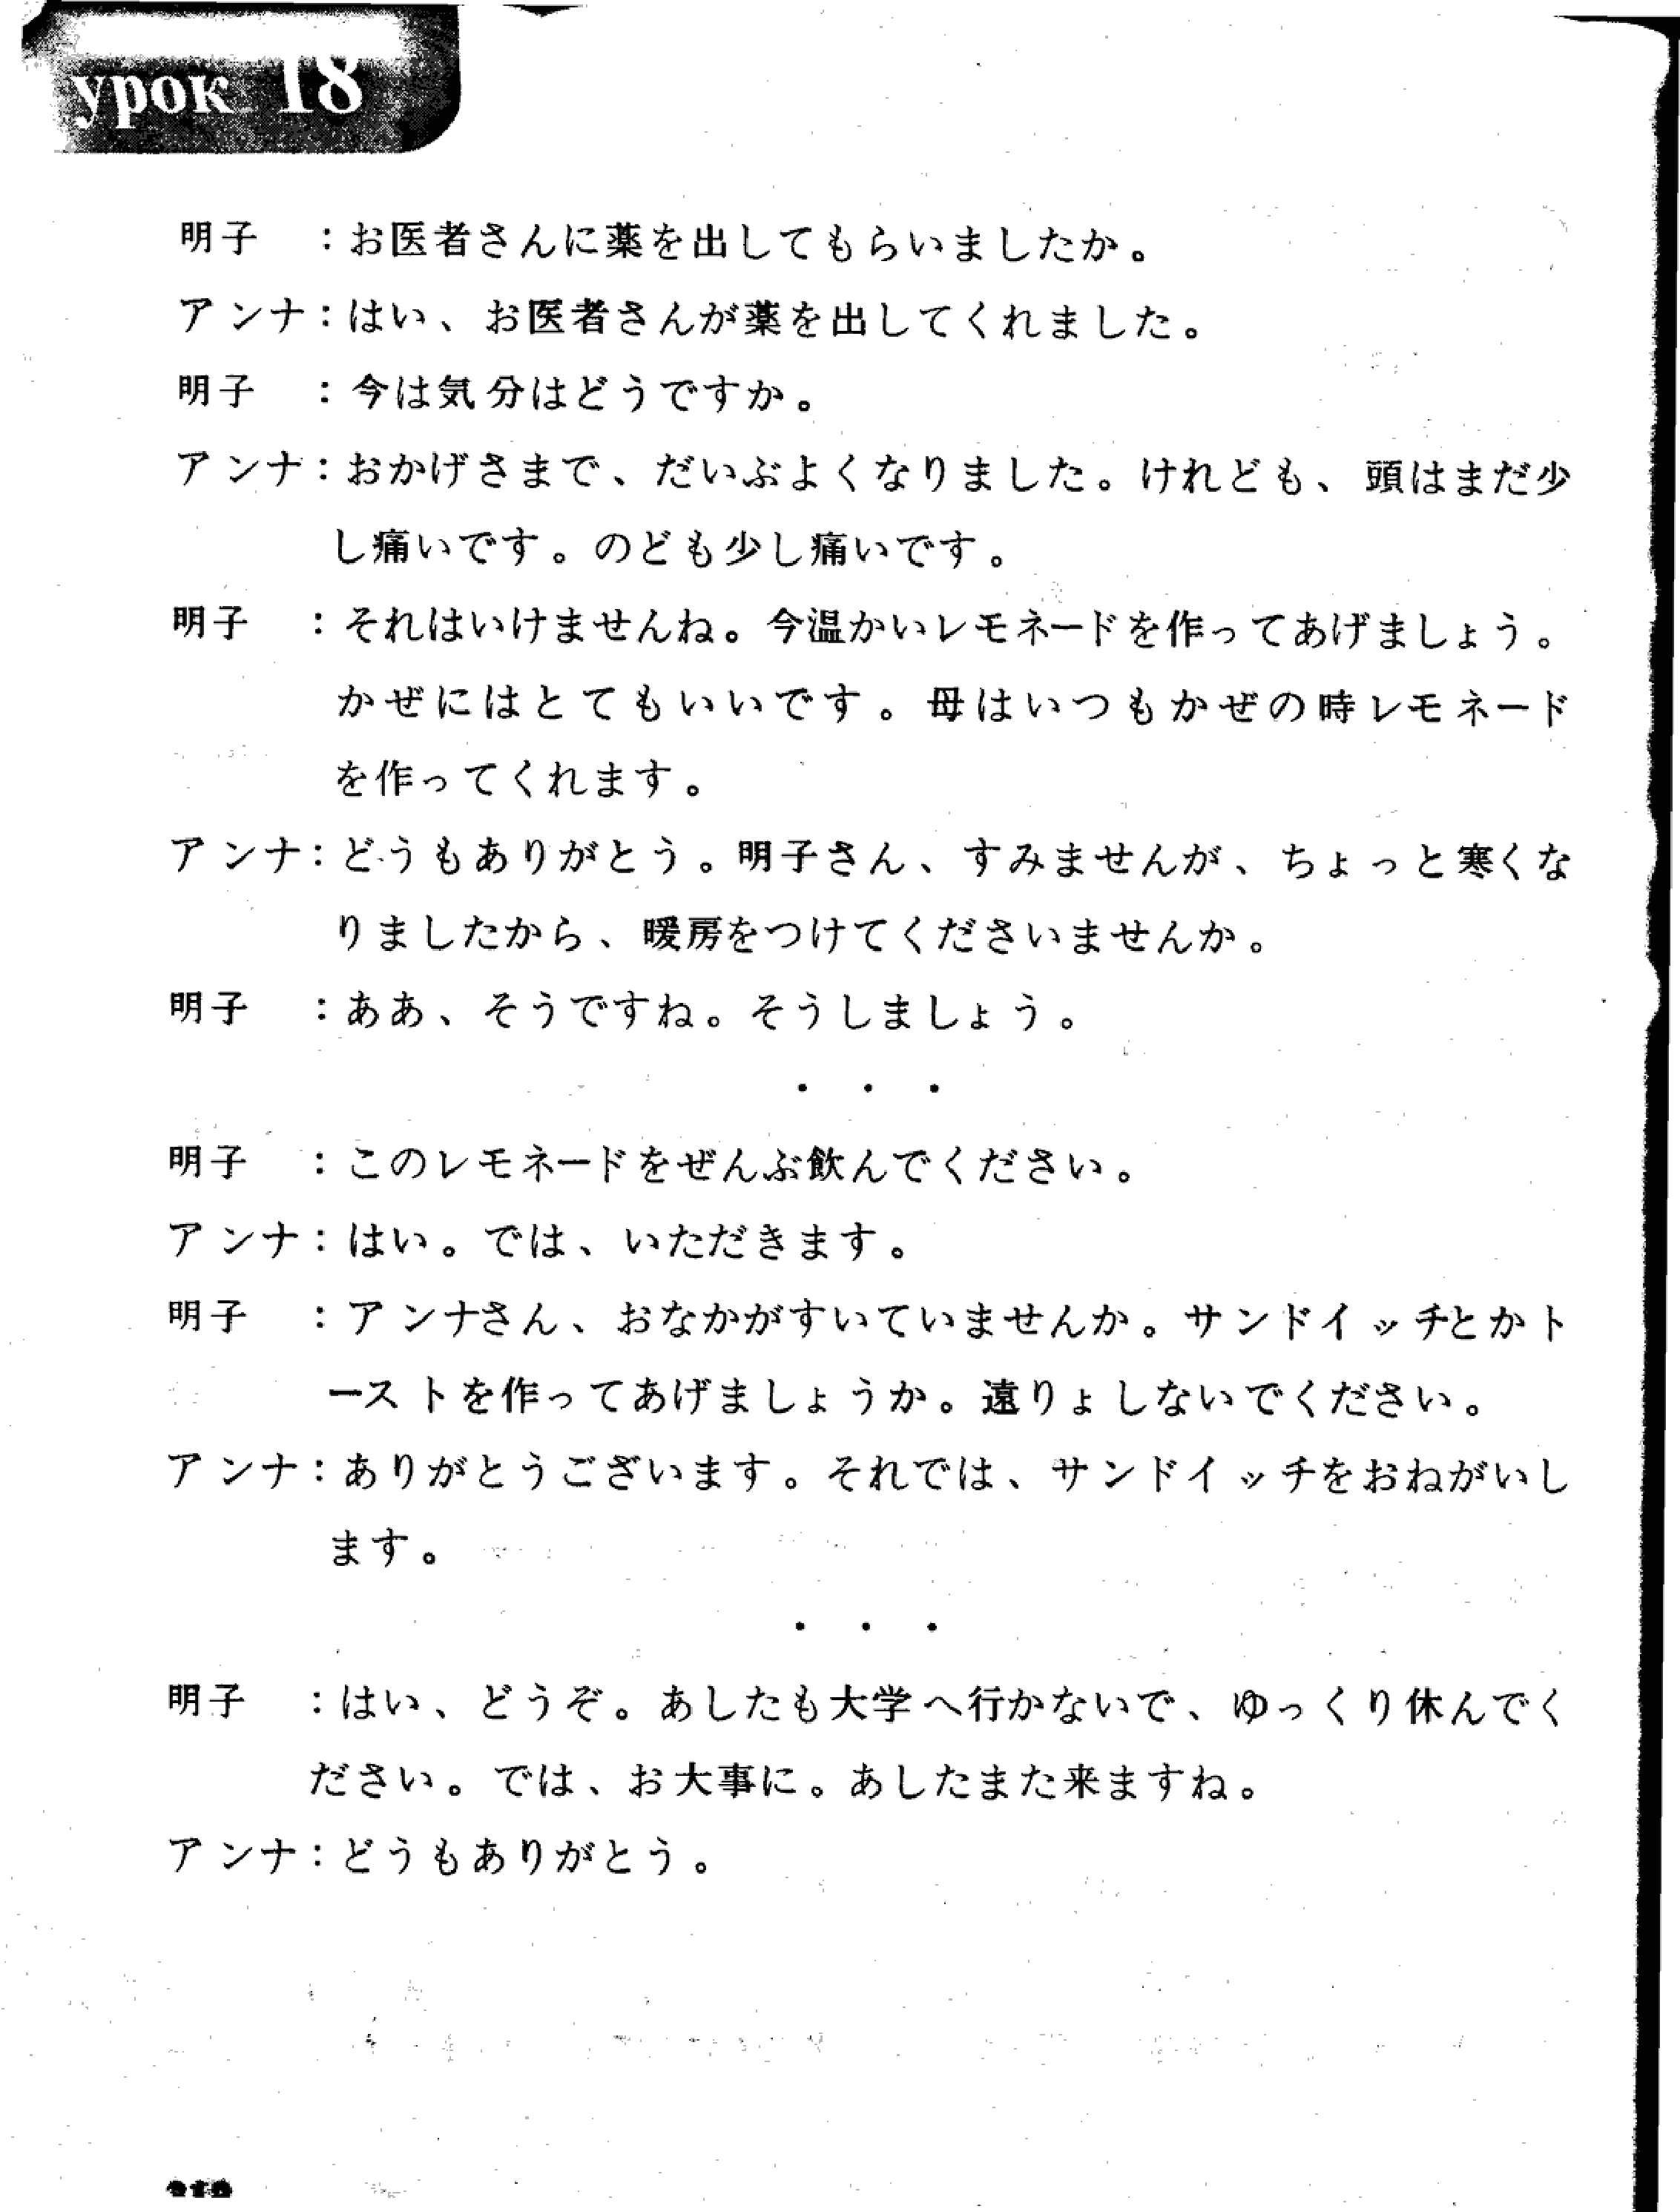 урок 18
明子　：お医者さんに薬を出してもらいましたか。
アンナ：はい、お医者さんが薬を出してくれました。
明子　：今は気分はどうですか。
アンナ：おかげさまで、だいぶよくなりました。けれども、頭はまだ少
し痛いです。のども少し痛いです。
明子　：それはいけませんね。今温かいレモネードを作ってあげましょう。
かぜにはとてもいいです。母はいつもかぜの時レモネード
を作ってくれます。
アンナ：どうもありがとう。明子さん、すみませんが、ちょっと寒くな
りましたから、暖房をつけてくださいませんか。
明子　：ああ、そうですね。そうしましょう。
・・・
明子　：このレモネードをぜんぶ飲んでください。
アンナ：はい。では、いただきます。
明子　：アンナさん、おなかがすいていませんか。サンドイッチとかト
ーストを作ってあげましょうか。遠りょしないでください。
アンナ：ありがとうございます。それでは、サンドイッチをおねがいし
ます。
・・・
明子　：はい、どうぞ。あしたも大学へ行かないで、ゆっくり休んでく
ださい。では、お大事に。あしたまた来ますね。
アンナ：どうもありがとう。